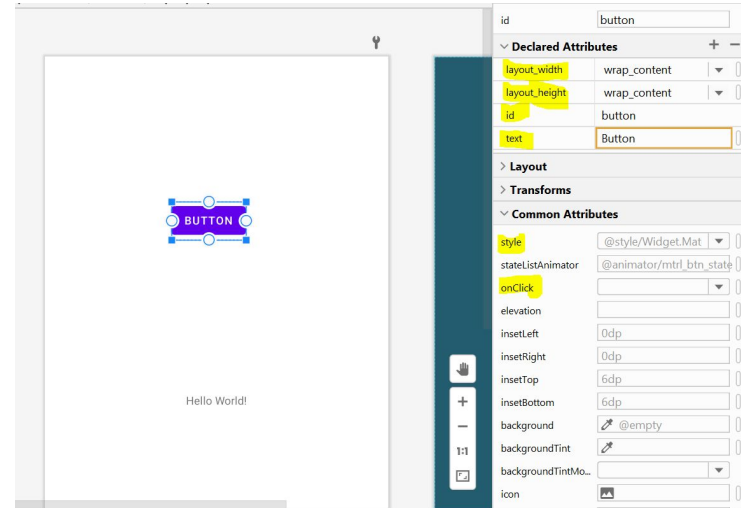 BUTTON
Hello World!
1:1
id button
Declared Attributes
layout_width wrap_content
layout_height wrap_content
id button
text Button
Layout
Transforms
Common Attributes
style @style/Widget.Mat
stateListAnimator @animator/mtrl_btn_state
onClick
elevation
insetLeft 0dp
insetRight 0dp
insetTop 6dp
insetBottom 6dp
background @empty
backgroundTint
backgroundTintMo...
icon